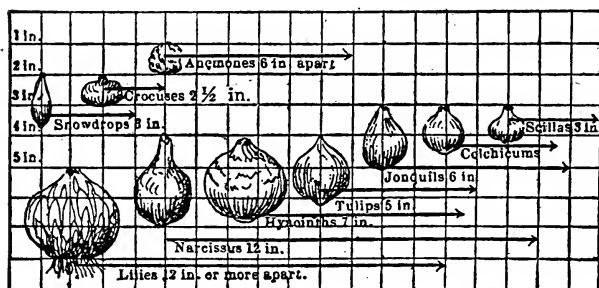 1 in.
2 in.
Anemones 6 in apart
3 in.
Crocuses 2 ½ in.
Snowdrops 3 in.
4 in.
Scillas 3 in.
Colchicums
5 in.
Jonquils 6 in
Tulips 5 in.
Hyacinths 7 in.
Narcissus 12 in.
Lilies 12 in. or more apart.